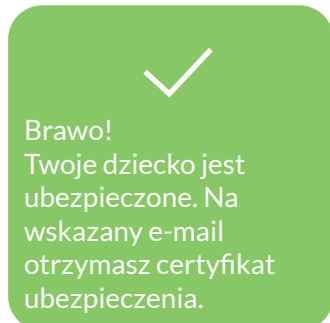 Brawo!
Twoje dziecko jest
ubezpieczone. Na
wskazany e-mail
otrzymasz certyfikat
ubezpieczenia.